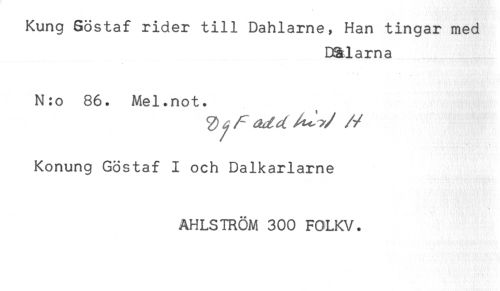 Kung Göstaf rider till Dahlarne, Han tingar med
Dalarna
N:o 86. Mel.not.
DgF add hist H
Konung Göstaf I och Dalkarlarne
AHLSTRÖM 300 FOLKV.